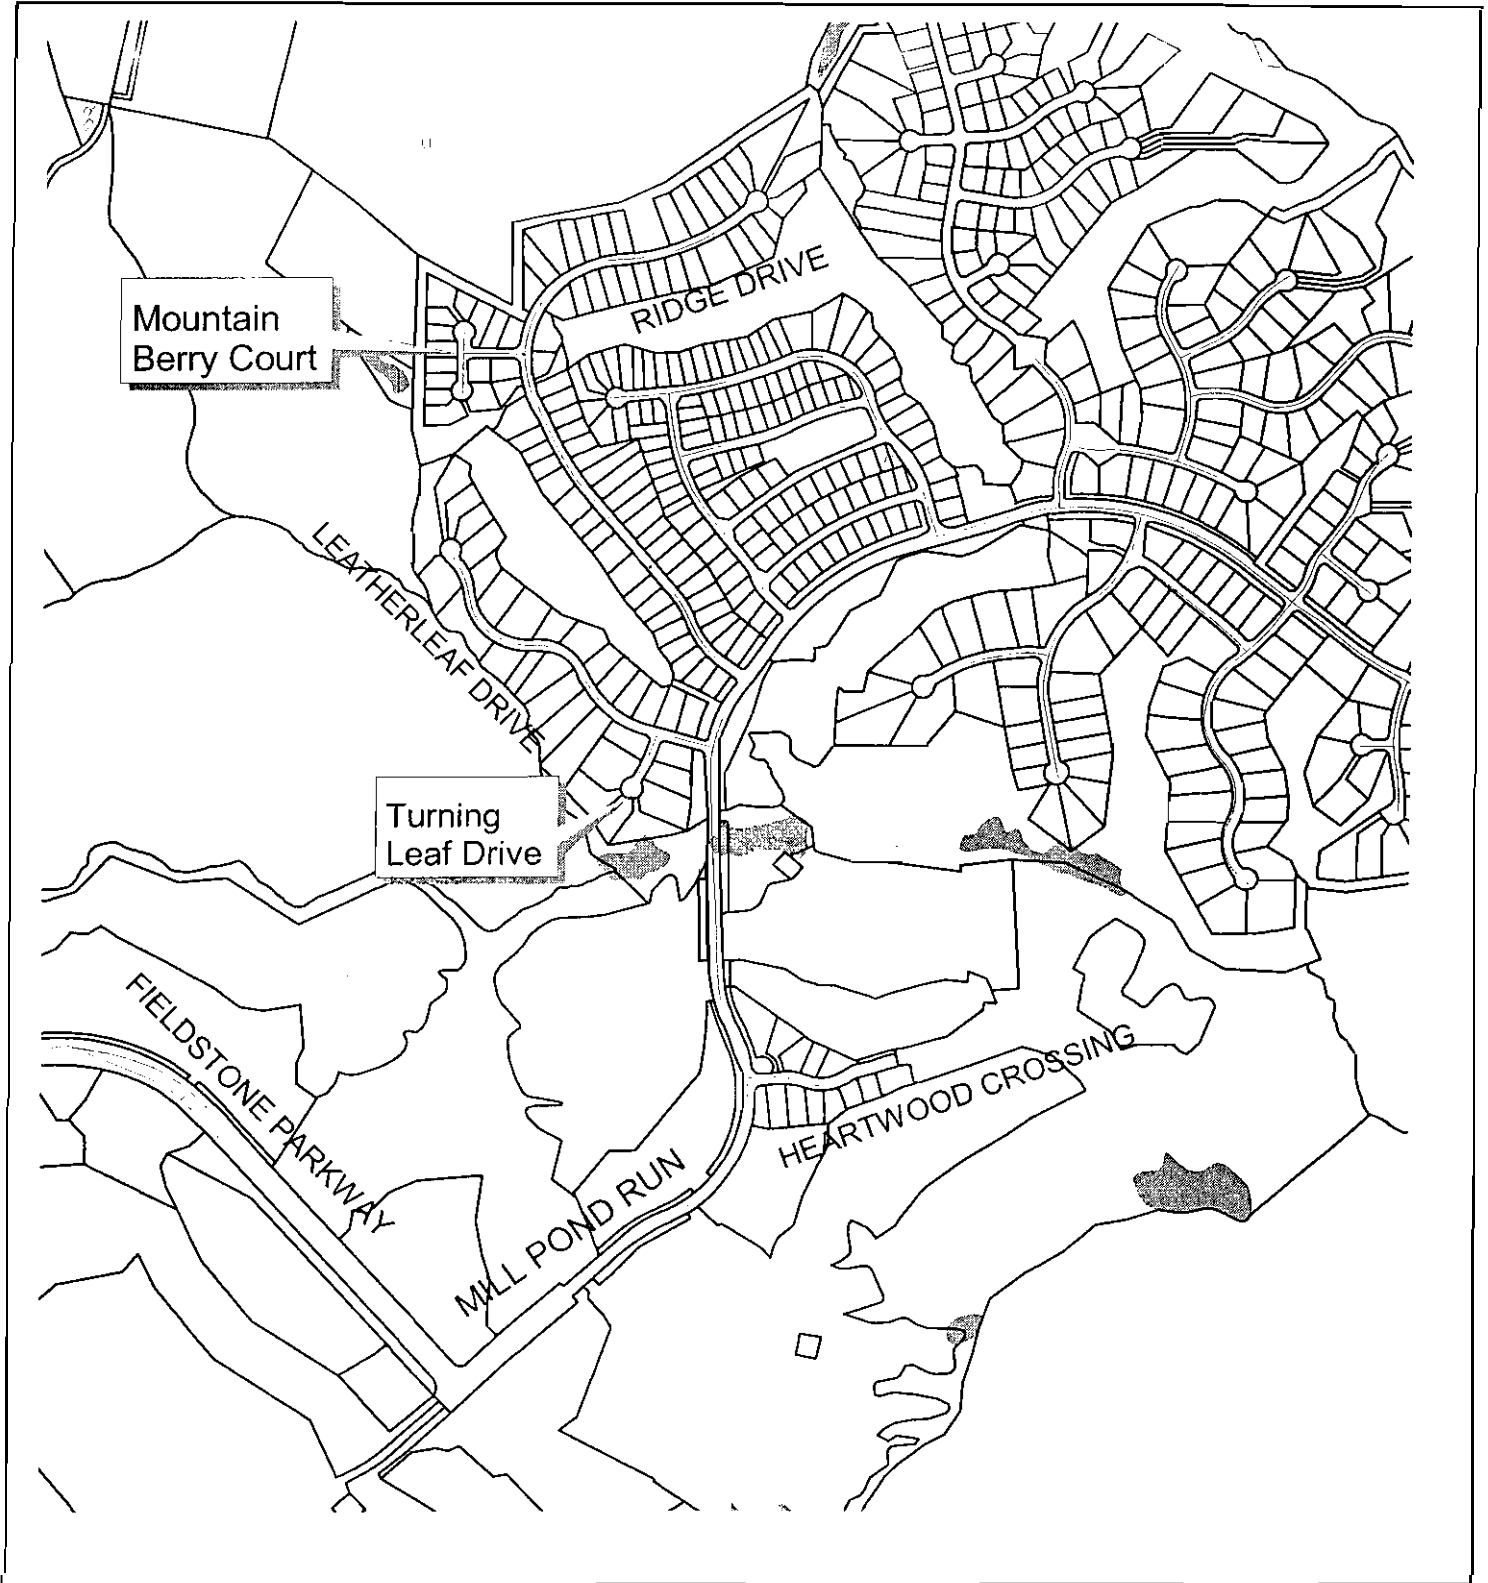 RIDGE DRIVE
Mountain
Berry Court
LEATHERLEAF DRIVE
Turning
Leaf Drive
FIELDSTONE PARKWAY
HEARTWOOD CROSSING
MILL POND RUN